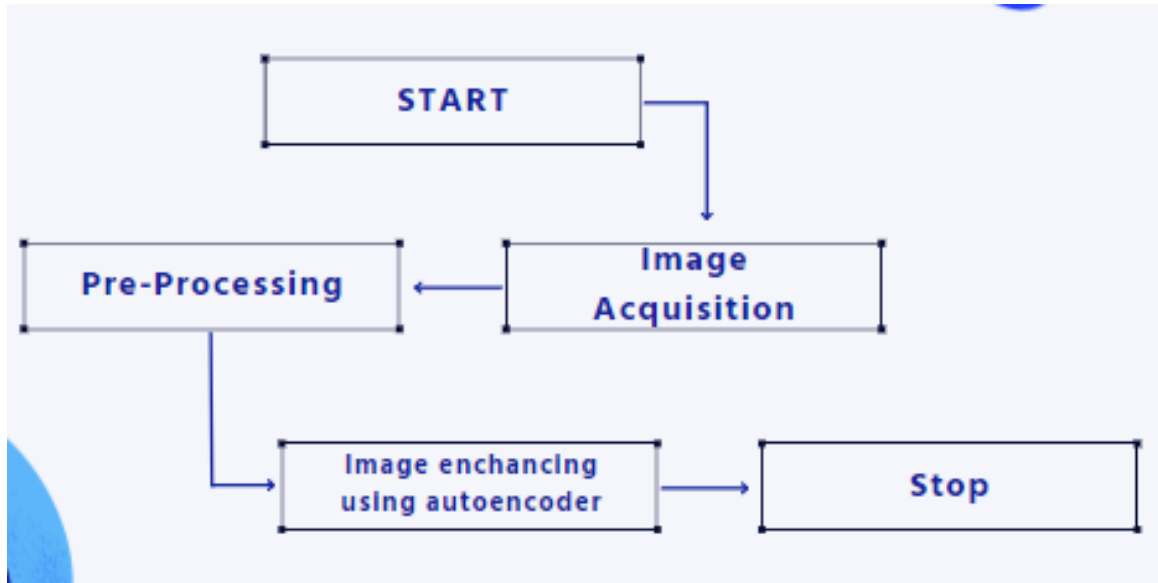 START
Image
Acquisition
Pre-Processing
Image enchancing
using autoencoder
Stop